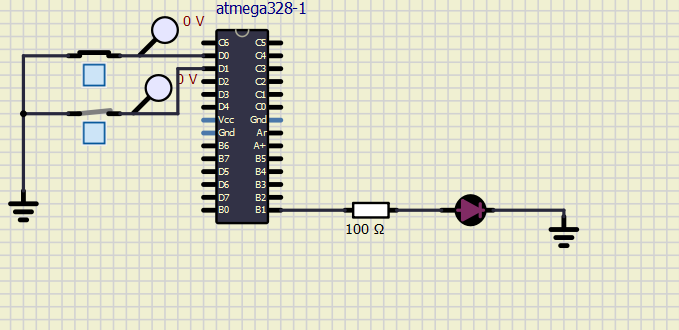 atmega328-1
0 V
0 V
C6 C5
D0 C4
D1 C3
D2 C2
D3 C1
D4 C0
Vcc Gnd
Gnd Ar
B6 A+
B7 B5
D5 B4
D6 B3
D7 B2
B0 B1
100 Ω